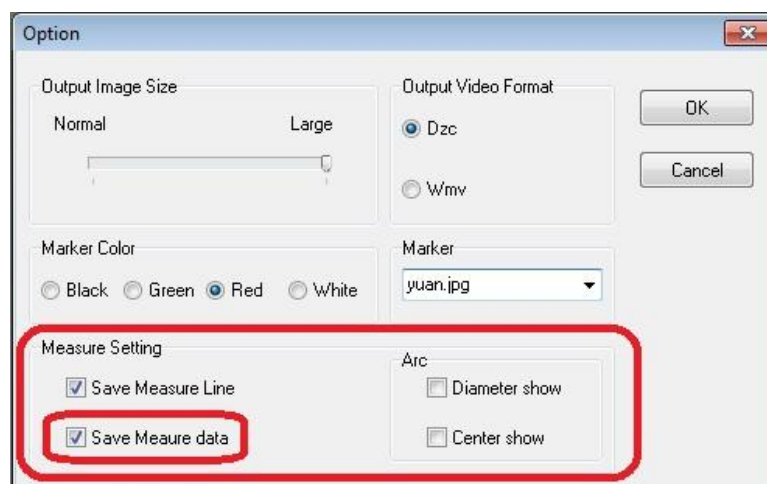 Option
Output Image Size
Normal Large
Output Video Format
Dzc
Wmv
OK
Cancel
Marker Color
Black Green Red White
Marker
yuan.jpg
Measure Setting
Save Measure Line
Save Meaure data
Arc
Diameter show
Center show